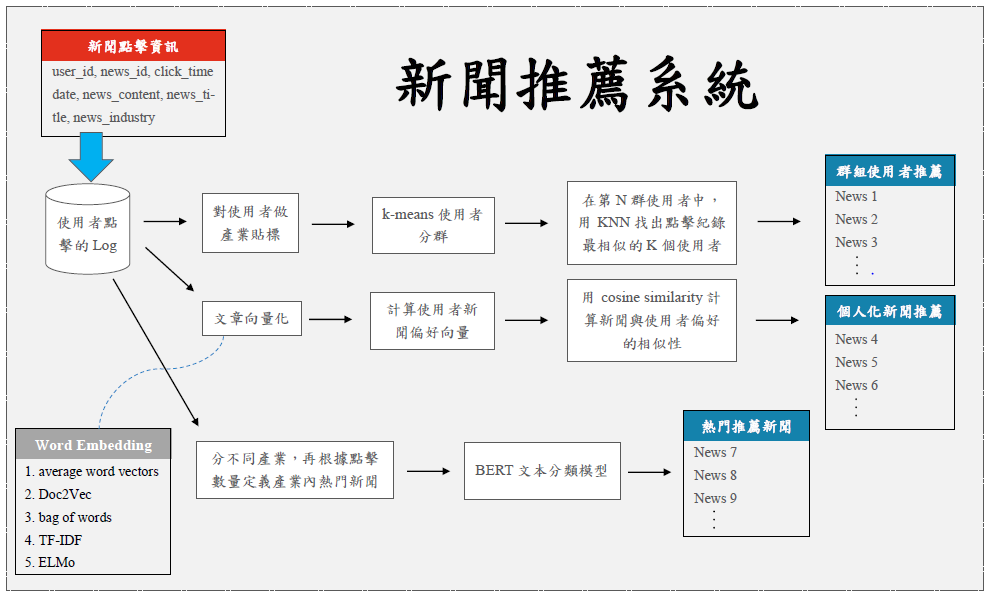 新聞推薦系統
新聞點擊資訊
user_id, news_id, click_time
date, news_content, news_ti-
tle, news_industry
使用者點
擊的 Log
對使用者做
產業貼標
k-means 使用者
分群
在第 N 群使用者中，
用 KNN 找出點擊紀錄
最相似的 K 個使用者
群組使用者推薦
News 1
News 2
News 3
⋮ .
文章向量化
計算使用者新
聞偏好向量
用 cosine similarity 計
算新聞與使用者偏好
的相似性
個人化新聞推薦
News 4
News 5
News 6
⋮
Word Embedding
1. average word vectors
2. Doc2Vec
3. bag of words
4. TF-IDF
5. ELMo
分不同產業，再根據點擊
數量定義產業內熱門新聞
BERT 文本分類模型
熱門推薦新聞
News 7
News 8
News 9
⋮